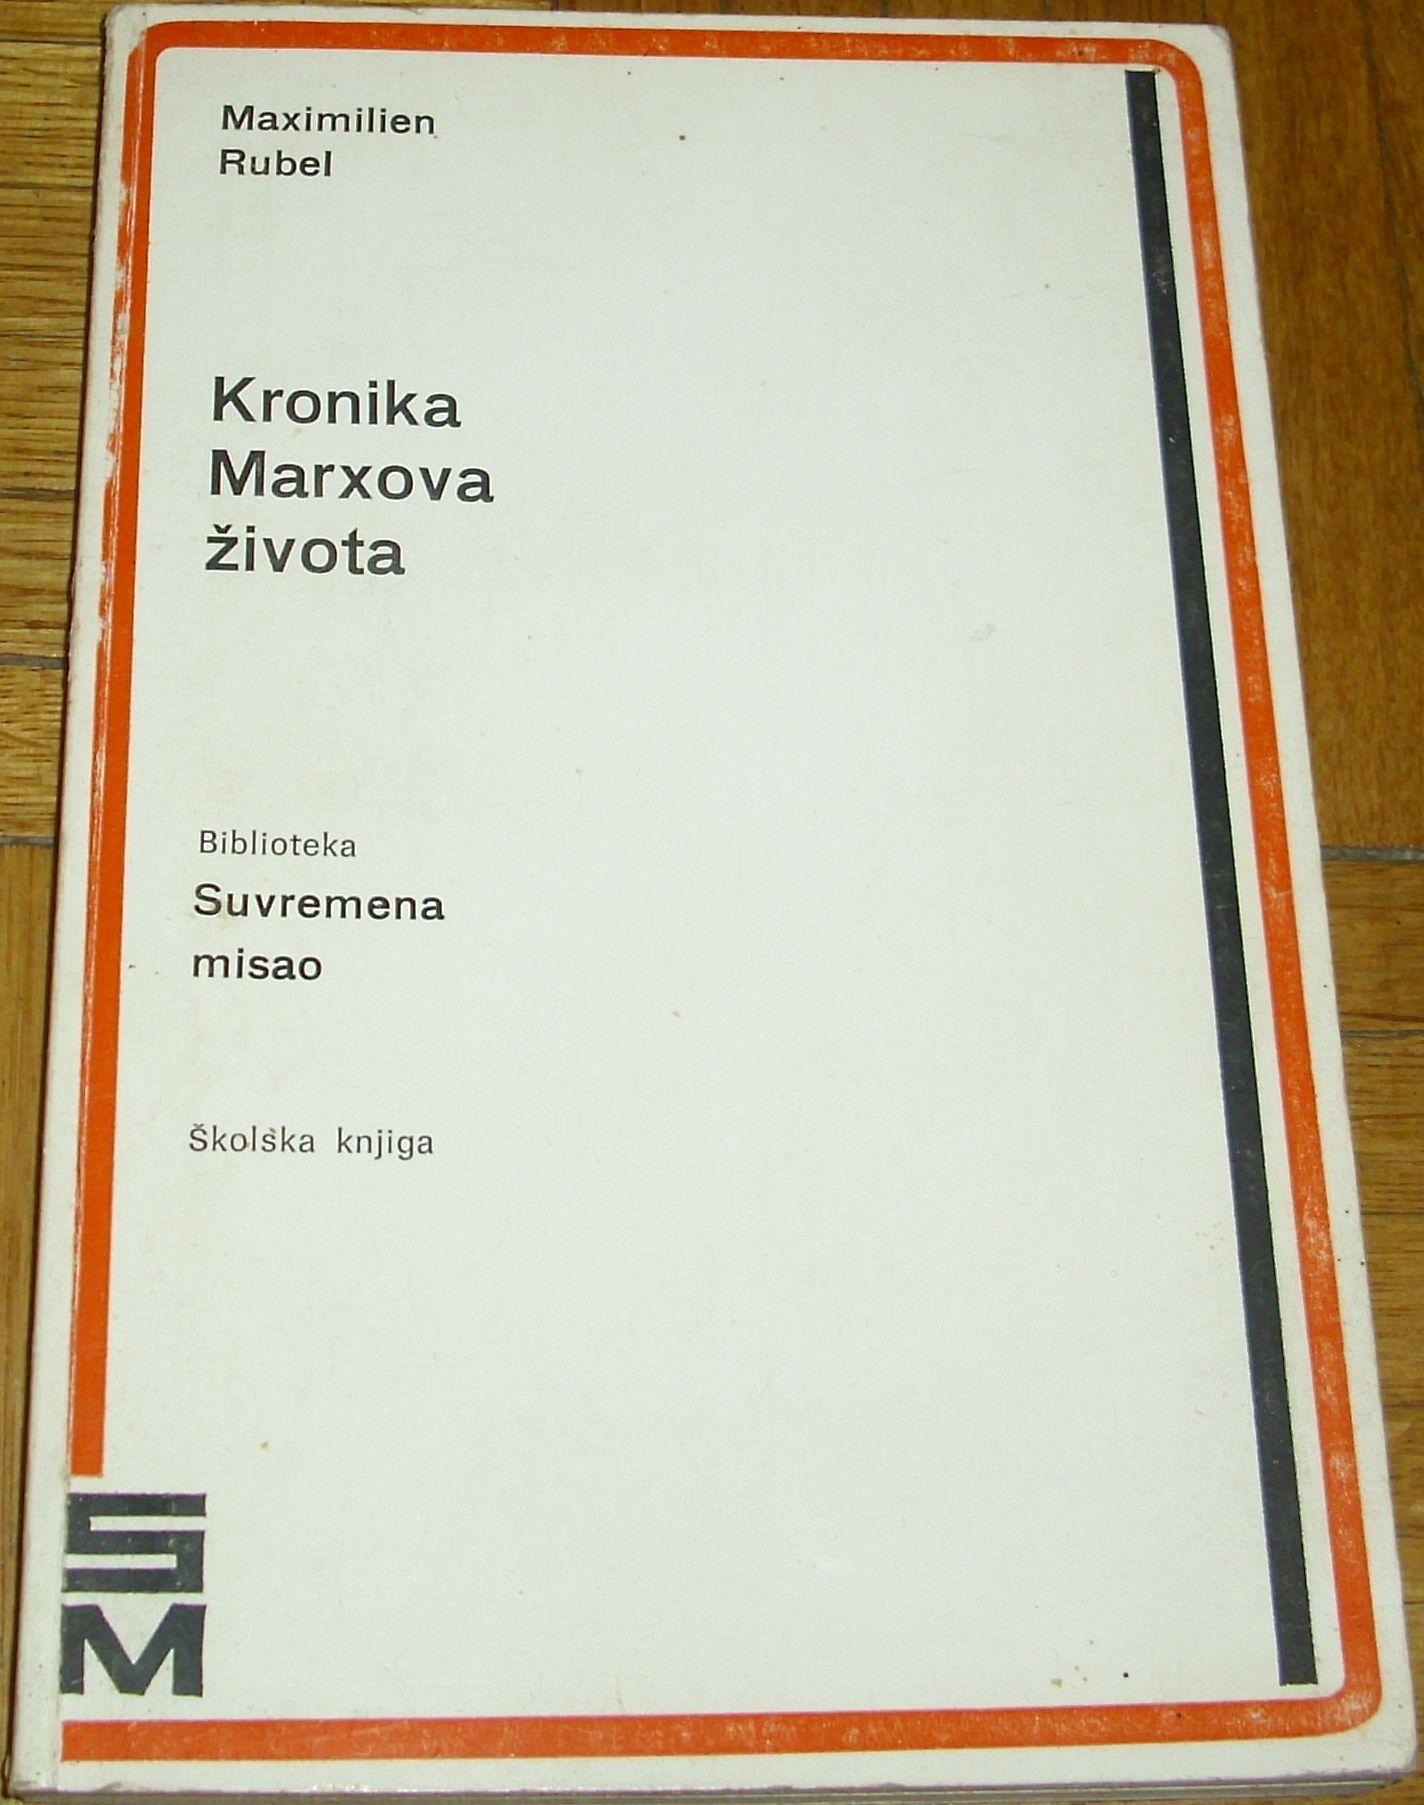 Maximilien
Rubel
Kronika
Marxova
života
Biblioteka
Suvremena
misao
Školska knjiga
S
M